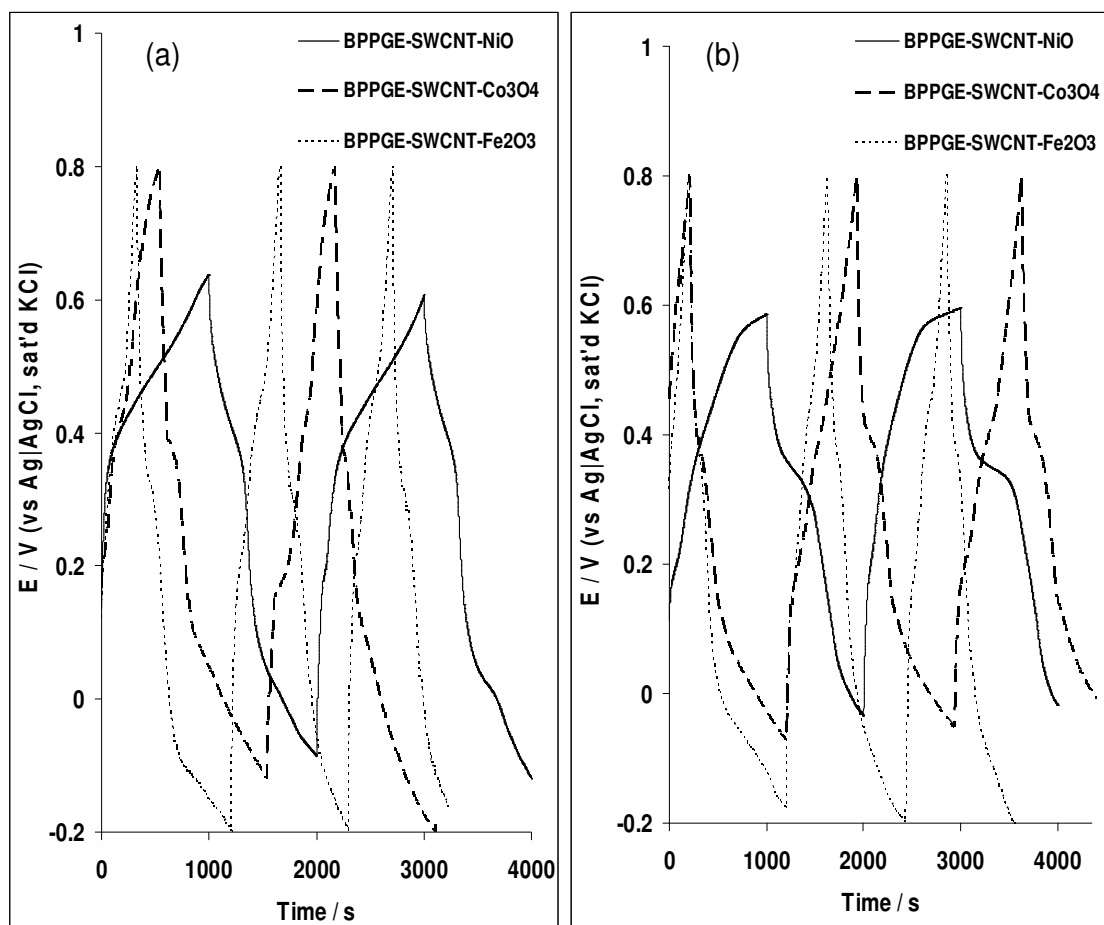 (a)
BPPGE-SWCNT-NiO
BPPGE-SWCNT-Co3O4
BPPGE-SWCNT-Fe2O3
1
0.8
0.6
0.4
0.2
0
-0.2
E / V (vs Ag|AgCl, sat'd KCl)
0 1000 2000 3000 4000
Time / s
(b)
BPPGE-SWCNT-NiO
BPPGE-SWCNT-Co3O4
BPPGE-SWCNT-Fe2O3
1
0.8
0.6
0.4
0.2
0
-0.2
E / V (vs Ag|AgCl, sat'd KCl)
0 1000 2000 3000 4000
Time / s